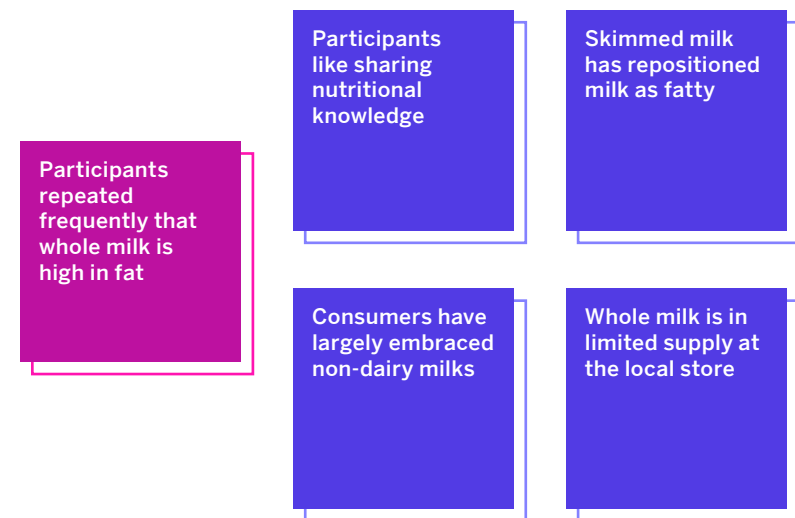 Participants
repeated
frequently that
whole milk is
high in fat
Participants
like sharing
nutritional
knowledge
Skimmed milk
has repositioned
milk as fatty
Consumers have
largely embraced
non-dairy milks
Whole milk is in
limited supply at
the local store